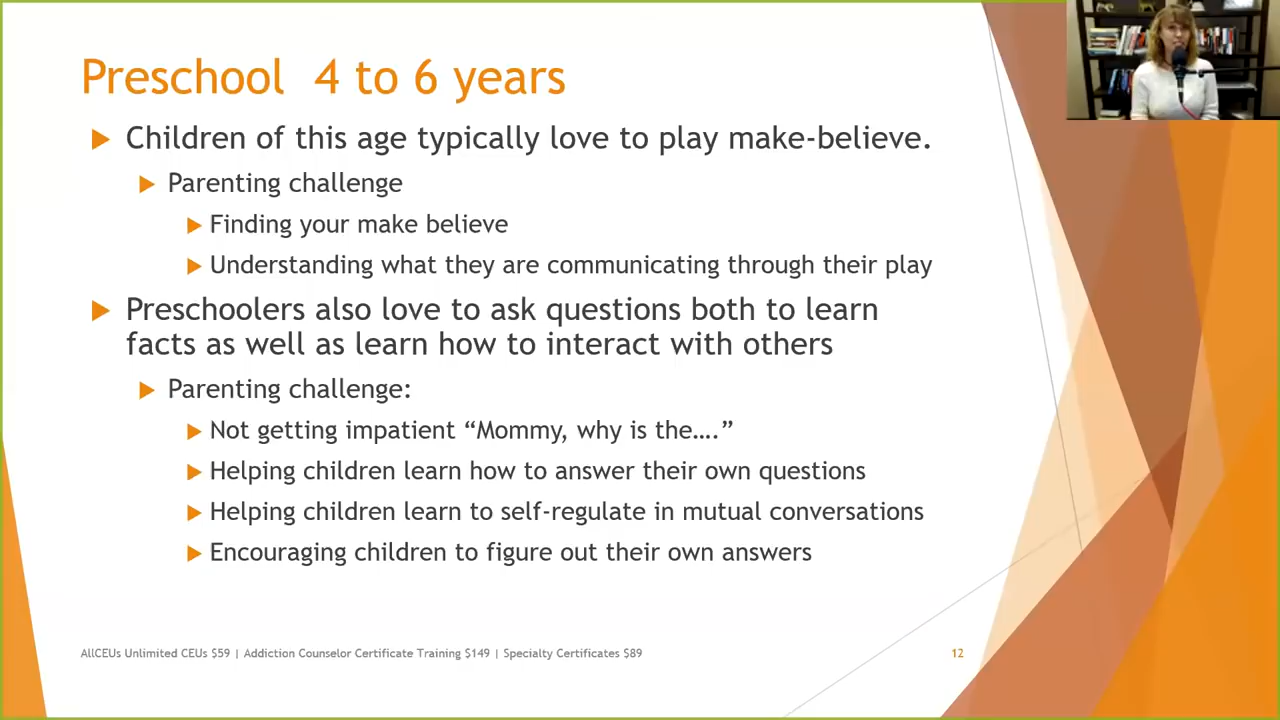 Preschool 4 to 6 years
Children of this age typically love to play make-believe.
Parenting challenge
Finding your make believe
Understanding what they are communicating through their play
Preschoolers also love to ask questions both to learn
facts as well as learn how to interact with others
Parenting challenge:
Not getting impatient “Mommy, why is the….”
Helping children learn how to answer their own questions
Helping children learn to self-regulate in mutual conversations
Encouraging children to figure out their own answers
AllCEUs Unlimited CEUs $59 | Addiction Counselor Certificate Training $149 | Specialty Certificates $89
12